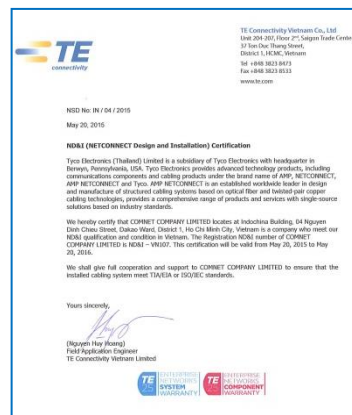 TE Connectivity Vietnam Co., Ltd
Unit 204-207, Floor 2nd, Saigon Trade Center
37 Ton Duc Thang Street,
District 1, HCMC, Vietnam
Tel +848 3823 8473
Fax +848 3823 8533
www.te.com
TE
connectivity
NSD No: IN / 04 / 2015
May 20, 2015
ND&I (NETCONNECT Design and Installation) Certification
Tyco Electronics (Thailand) Limited is a subsidiary of Tyco Electronics with headquarter in
Berwyn, Pennsylvania, USA. Tyco Electronics provides advanced technology products, including
communications components and cabling products under the brand name of AMP, NETCONNECT,
AMP NETCONNECT and Tyco. AMP NETCONNECT is an established worldwide leader in design
and manufacture of structured cabling systems based on optical fiber and twisted-pair copper
cabling technologies, provides a comprehensive range of products and services with single-source
solutions based on industry standards.
We hereby certify that COMNET COMPANY LIMITED locates at Indochina Building, 04 Nguyen
Dinh Chieu Street, Dakao Ward, District 1, Ho Chi Minh City, Vietnam is a company who meet our
ND&I qualification and condition in Vietnam. The Registration ND&I number of COMNET
COMPANY LIMITED is ND&I – VN107. This certification will be valid from May 20, 2015 to May
20, 2016.
We shall give full cooperation and support to COMNET COMPANY LIMITED to ensure that the
installed cabling system meet TIA/EIA or ISO/IEC standards.
Yours sincerely,
(Nguyen Huy Hoang)
Field Application Engineer
TE Connectivity Vietnam Limited
TE
25
ENTERPRISE
NETWORKS
SYSTEM
WARRANTY
TE
25
ENTERPRISE
NETWORKS
COMPONENT
WARRANTY